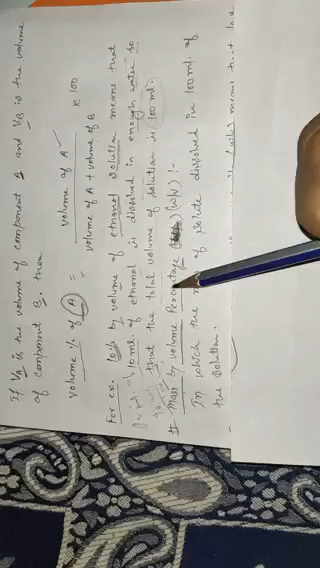 If VA is the volume of component A and VB is the volume
of component B, then
Volume % of A = Volume of A / Volume of A + volume of B x 100
For ex. 10% by volume of ethanol solution means that
10 ml. of ethanol is dissolved in enough water so
that the total volume of solution is 100 ml.
# Mass by volume Percentage (W/V) :-
In which the of solute dissolved in 100 ml. of
the solution.
means that